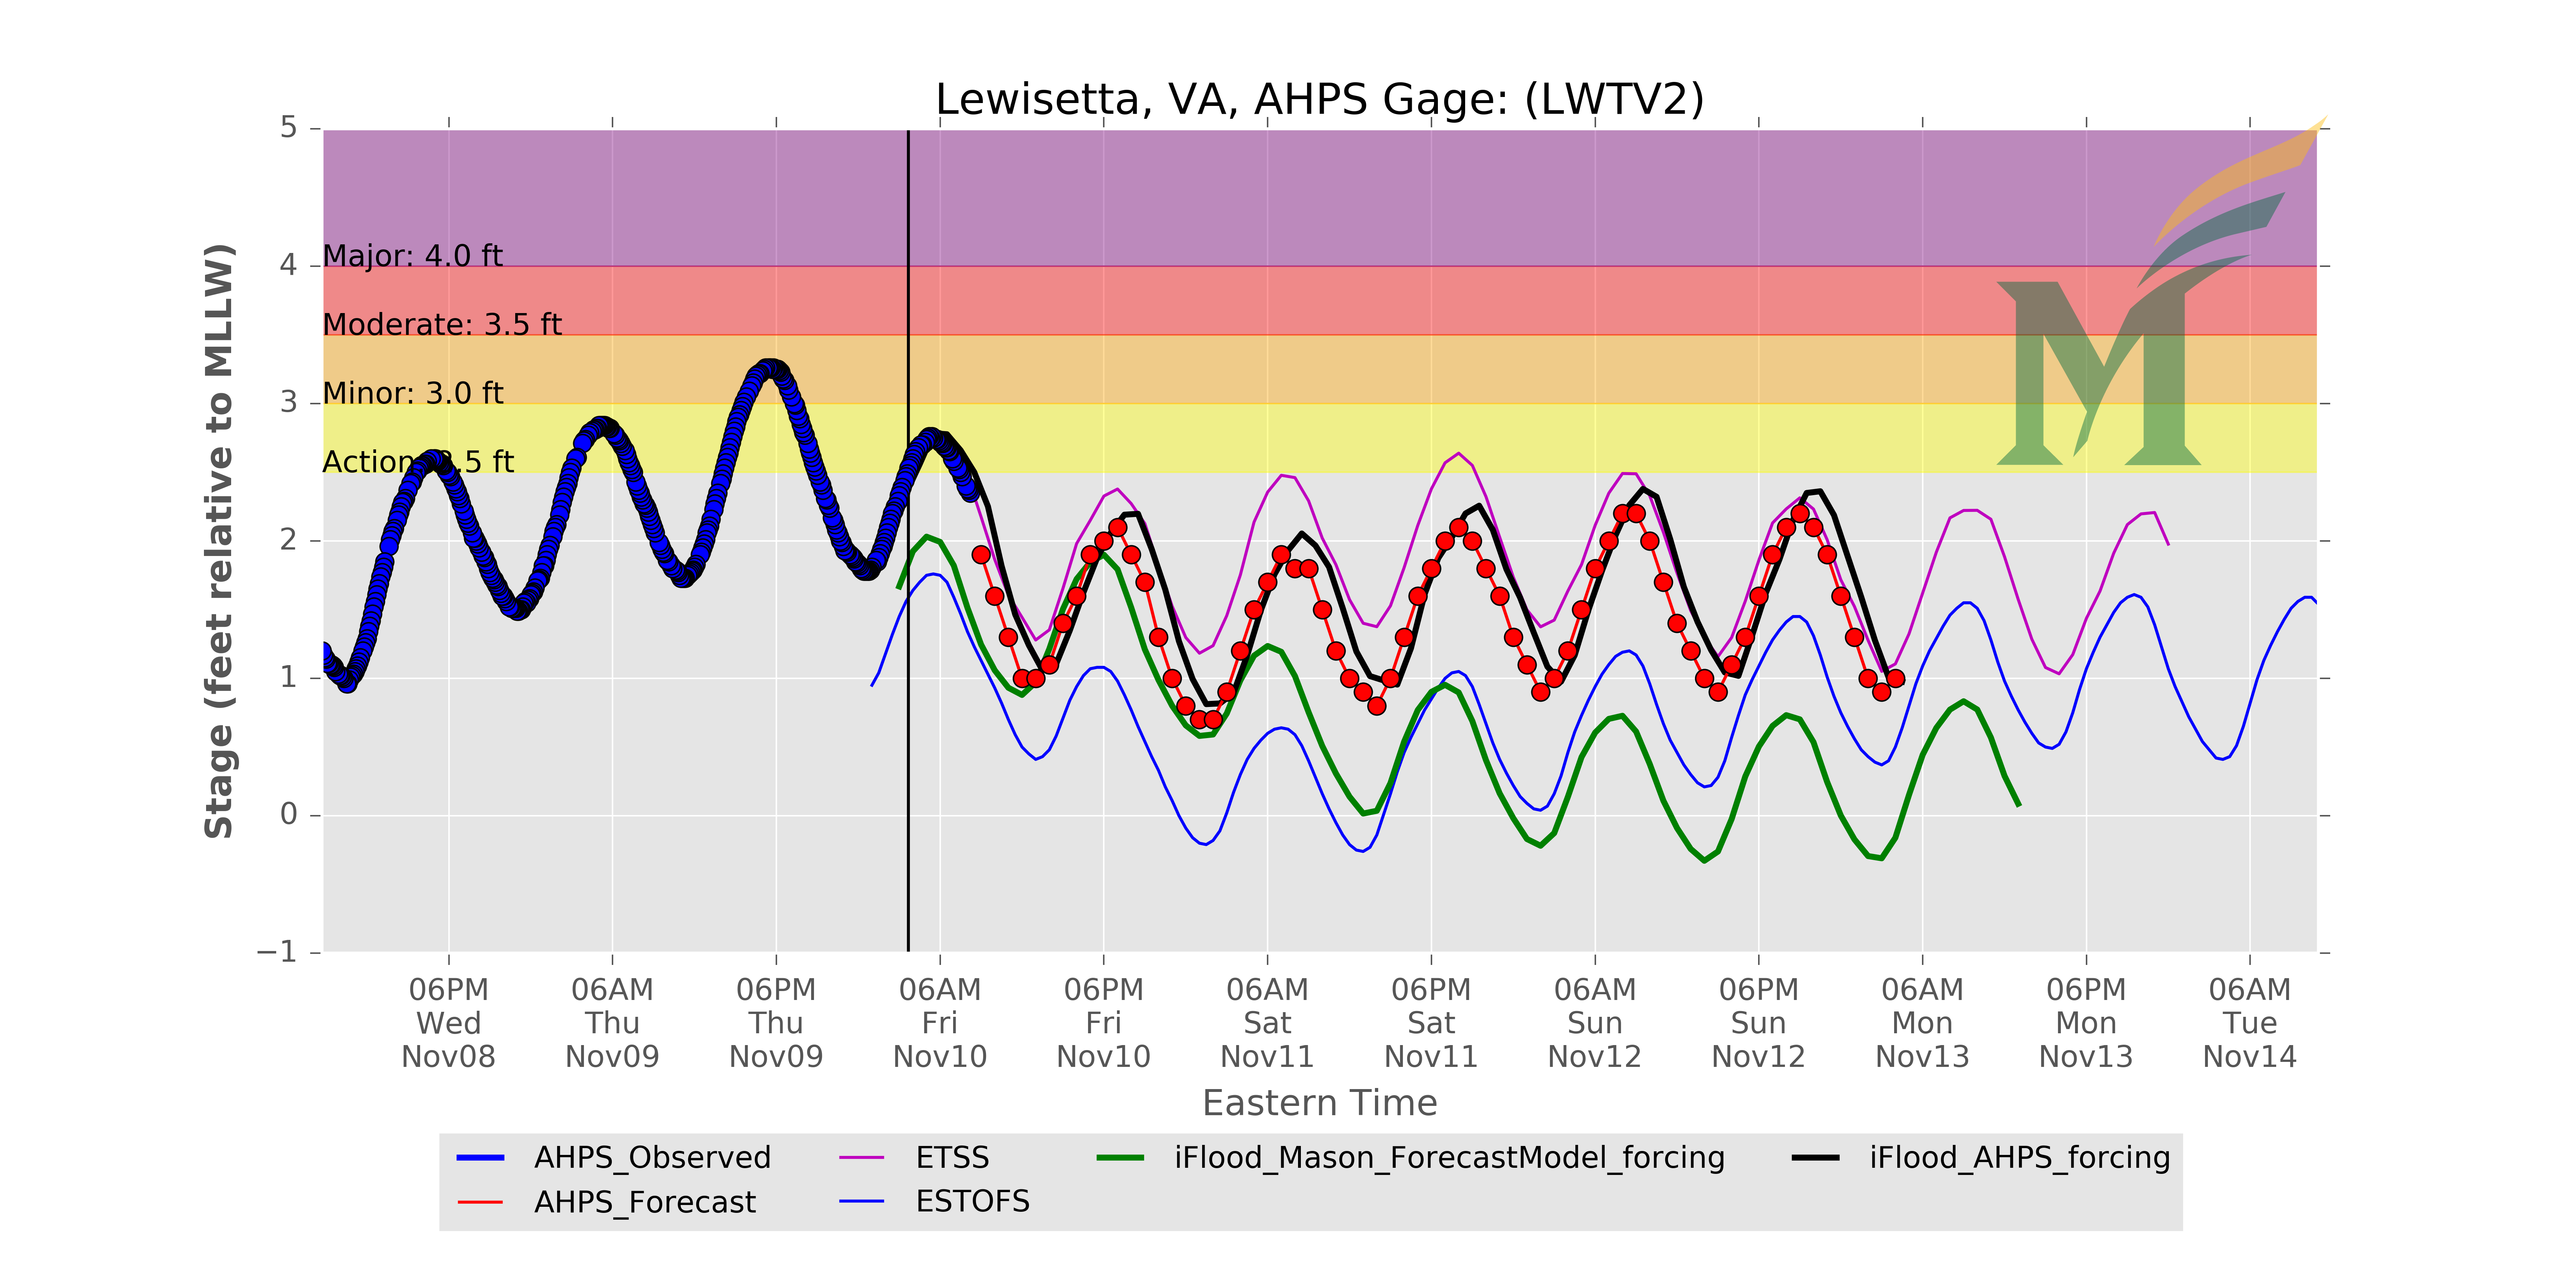 Lewisetta, VA, AHPS Gage: (LWTV2)
Stage (feet relative to MLLW)
5
4
3
2
1
0
−1
Major: 4.0 ft
Moderate: 3.5 ft
Minor: 3.0 ft
Action: 2.5 ft
06PM 06AM 06PM 06AM 06PM 06AM 06PM 06AM 06PM 06AM 06PM 06AM
Wed Thu Thu Fri Fri Sat Sat Sun Sun Mon Mon Tue
Nov08 Nov09 Nov09 Nov10 Nov10 Nov11 Nov11 Nov12 Nov12 Nov13 Nov13 Nov14
Eastern Time
AHPS_Observed ETSS iFlood_Mason_ForecastModel_forcing iFlood_AHPS_forcing
AHPS_Forecast ESTOFS
M